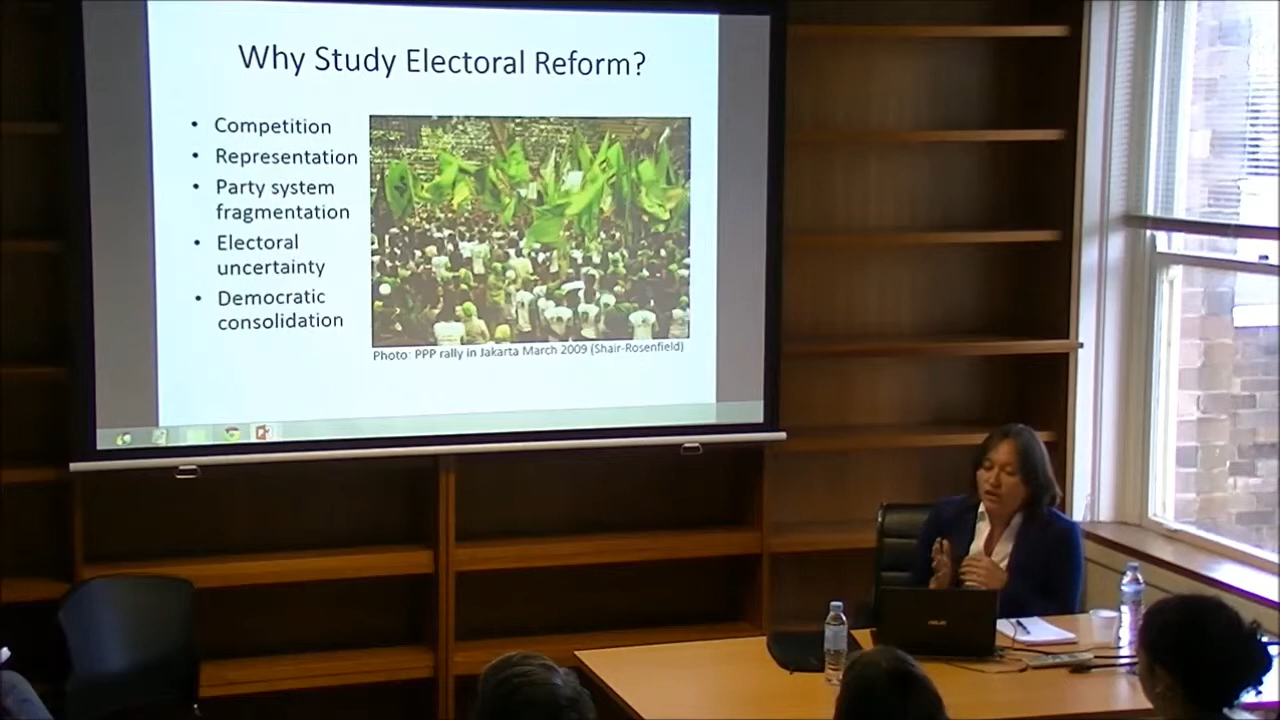 Why Study Electoral Reform?
• Competition
• Representation
• Party system
fragmentation
• Electoral
uncertainty
• Democratic
consolidation
Photo: PPP rally in Jakarta March 2009 (Shair-Rosenfield)
ASUS